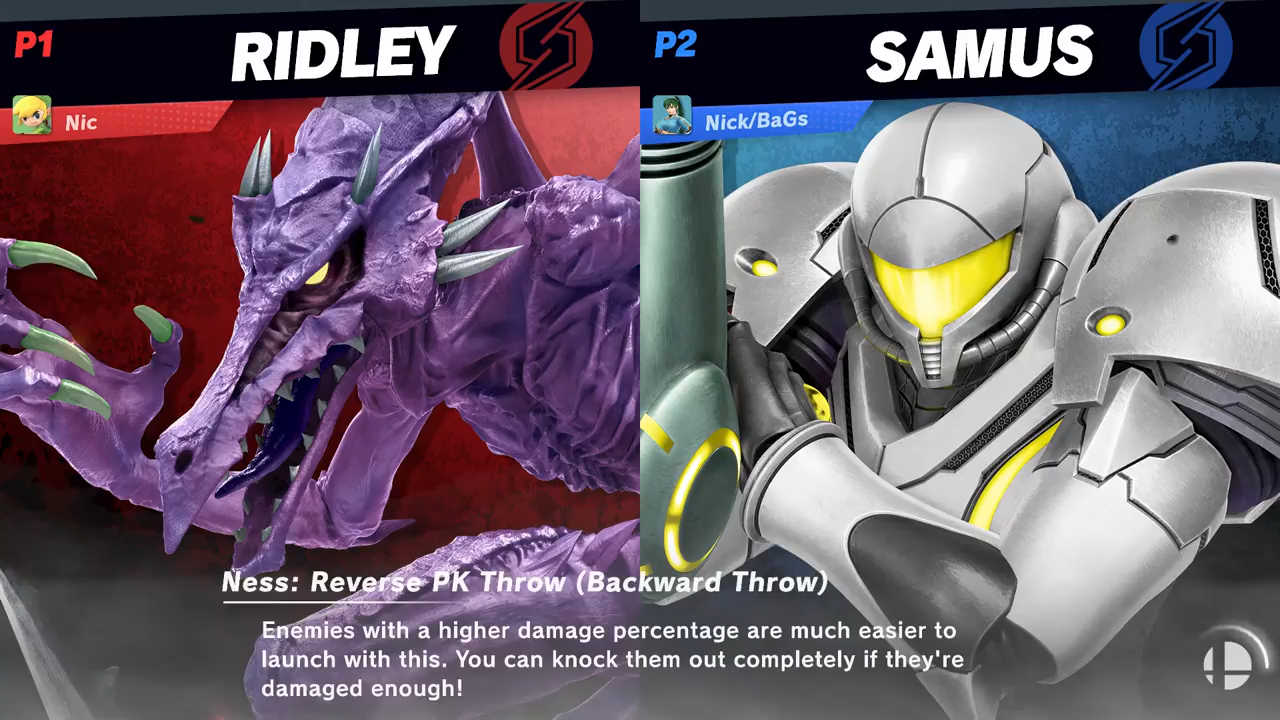 P1
RIDLEY
Nic
P2
SAMUS
Nick/BaGs
Ness: Reverse PK Throw (Backward Throw)
Enemies with a higher damage percentage are much easier to
launch with this. You can knock them out completely if they're
damaged enough!